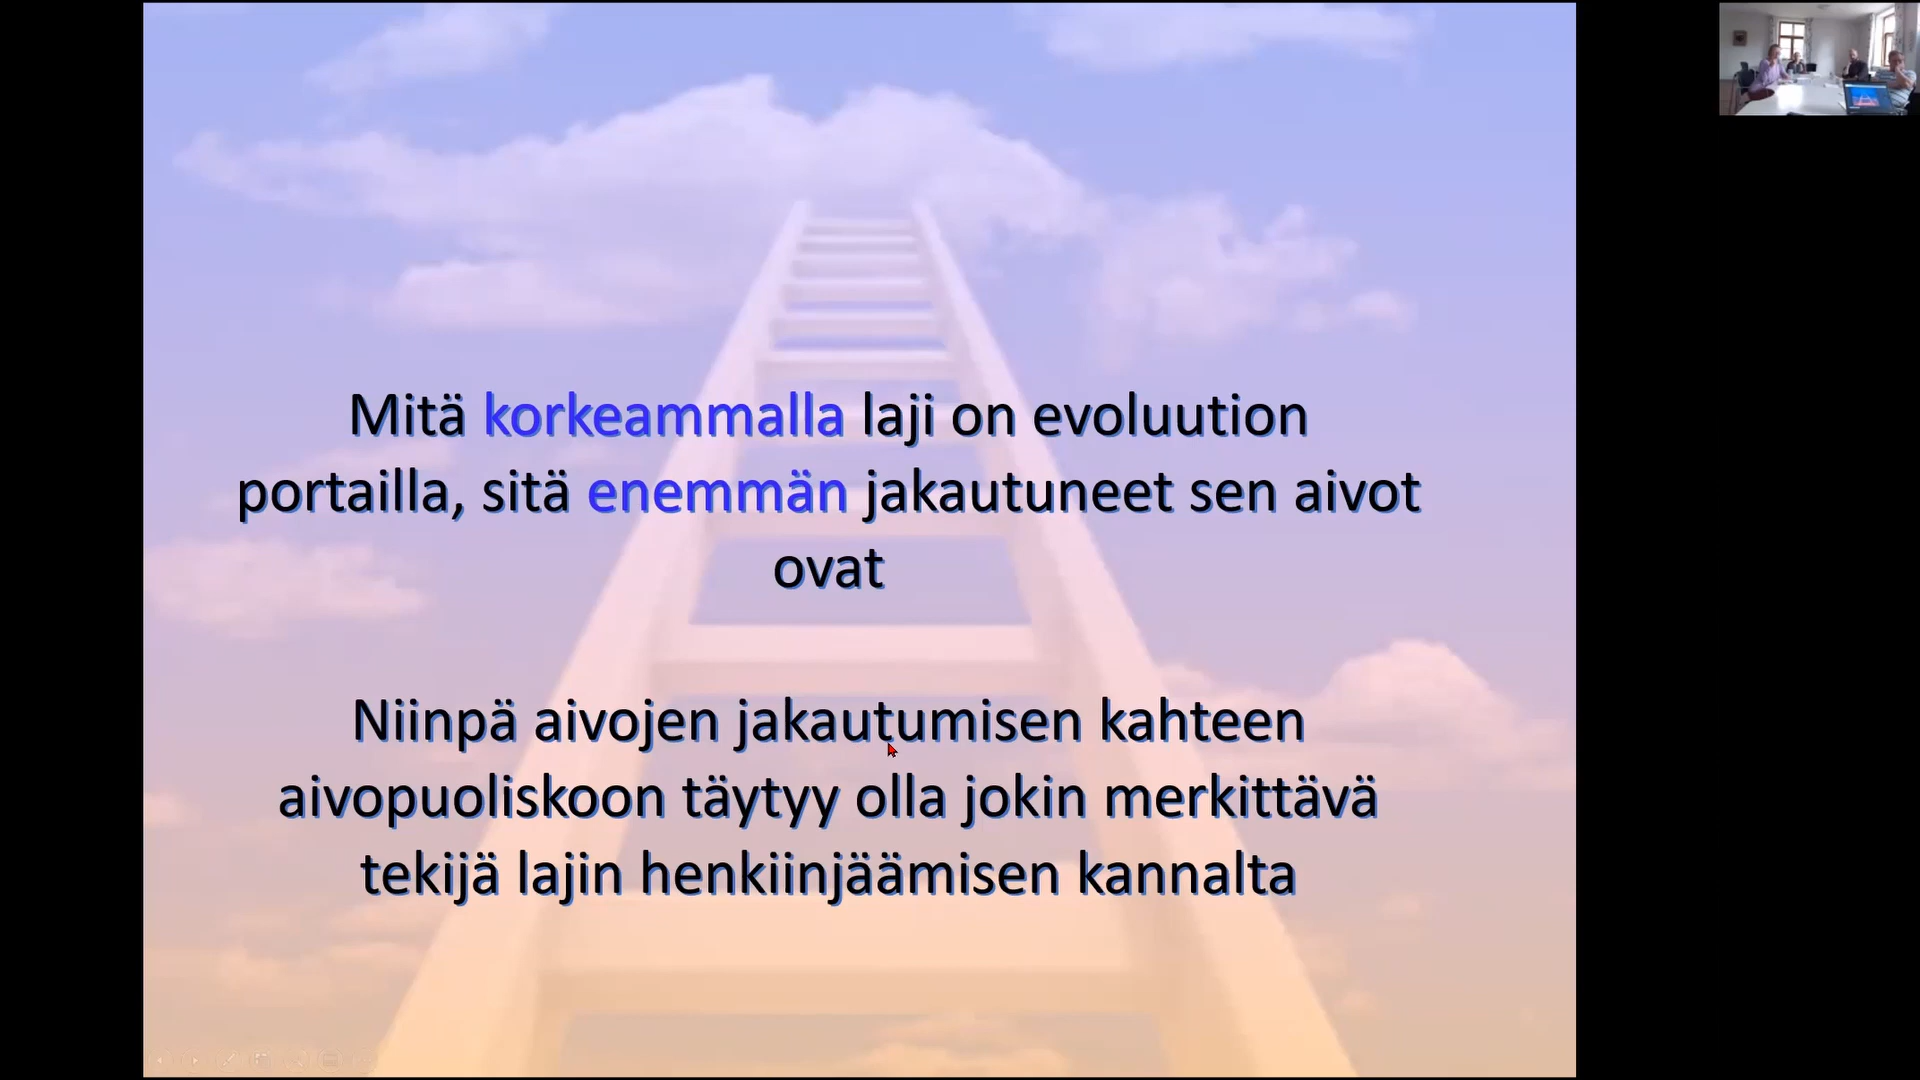 Mitä korkeammalla laji on evoluution
portailla, sitä enemmän jakautuneet sen aivot
ovat
Niinpä aivojen jakautumisen kahteen
aivopuoliskoon täytyy olla jokin merkittävä
tekijä lajin henkiinjäämisen kannalta